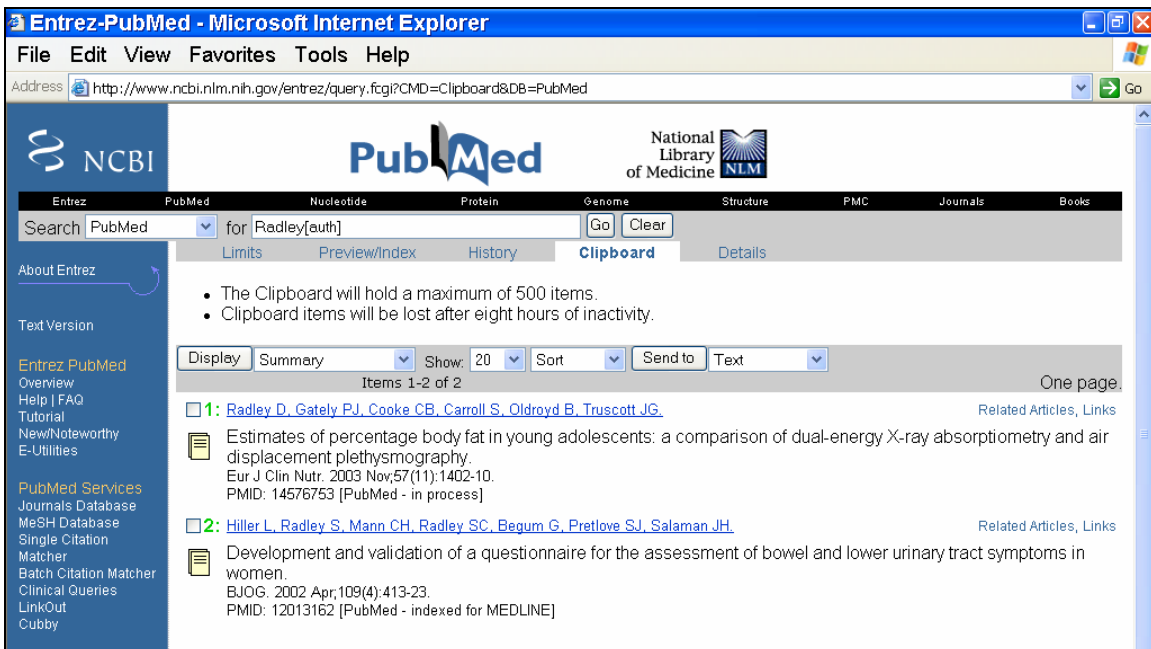 Entrez-PubMed - Microsoft Internet Explorer
File Edit View Favorites Tools Help
Address http://www.ncbi.nlm.nih.gov/entrez/query.fcgi?CMD=Clipboard&DB=PubMed Go
NCBI
PubMed
National
Library
of Medicine NLM
Entrez PubMed Nucleotide Protein Genome Structure PMC Journals Books
Search PubMed for Radley[auth] Go Clear
Limits Preview/Index History Clipboard Details
About Entrez
Text Version
Entrez PubMed
Overview
Help | FAQ
Tutorial
New/Noteworthy
E-Utilities
PubMed Services
Journals Database
MeSH Database
Single Citation
Matcher
Batch Citation Matcher
Clinical Queries
LinkOut
Cubby
• The Clipboard will hold a maximum of 500 items.
• Clipboard items will be lost after eight hours of inactivity.
Display Summary Show: 20 Sort Send to Text
Items 1-2 of 2 One page.
1: Radley D, Gately PJ, Cooke CB, Carroll S, Oldroyd B, Truscott JG. Related Articles, Links
Estimates of percentage body fat in young adolescents: a comparison of dual-energy X-ray absorptiometry and air
displacement plethysmography.
Eur J Clin Nutr. 2003 Nov;57(11):1402-10.
PMID: 14576753 [PubMed - in process]
2: Hiller L, Radley S, Mann CH, Radley SC, Begum G, Pretlove SJ, Salaman JH. Related Articles, Links
Development and validation of a questionnaire for the assessment of bowel and lower urinary tract symptoms in
women.
BJOG. 2002 Apr;109(4):413-23.
PMID: 12013162 [PubMed - indexed for MEDLINE]